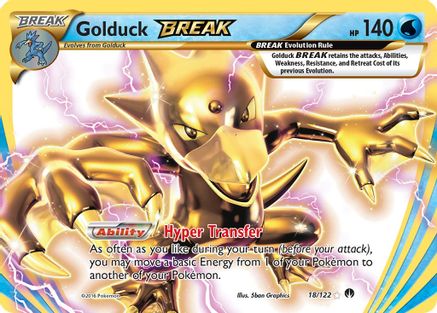 BREAK
Golduck BREAK
HP 140
Evolves from Golduck
BREAK Evolution Rule
Golduck BREAK retains the attacks, Abilities,
Weakness, Resistance, and Retreat Cost of its
previous Evolution.
Ability Hyper Transfer
As often as you like during your turn (before your attack),
you may move a basic Energy from 1 of your Pokémon to
another of your Pokémon.
©2016 Pokémon
Illus. 5ban Graphics
18/122